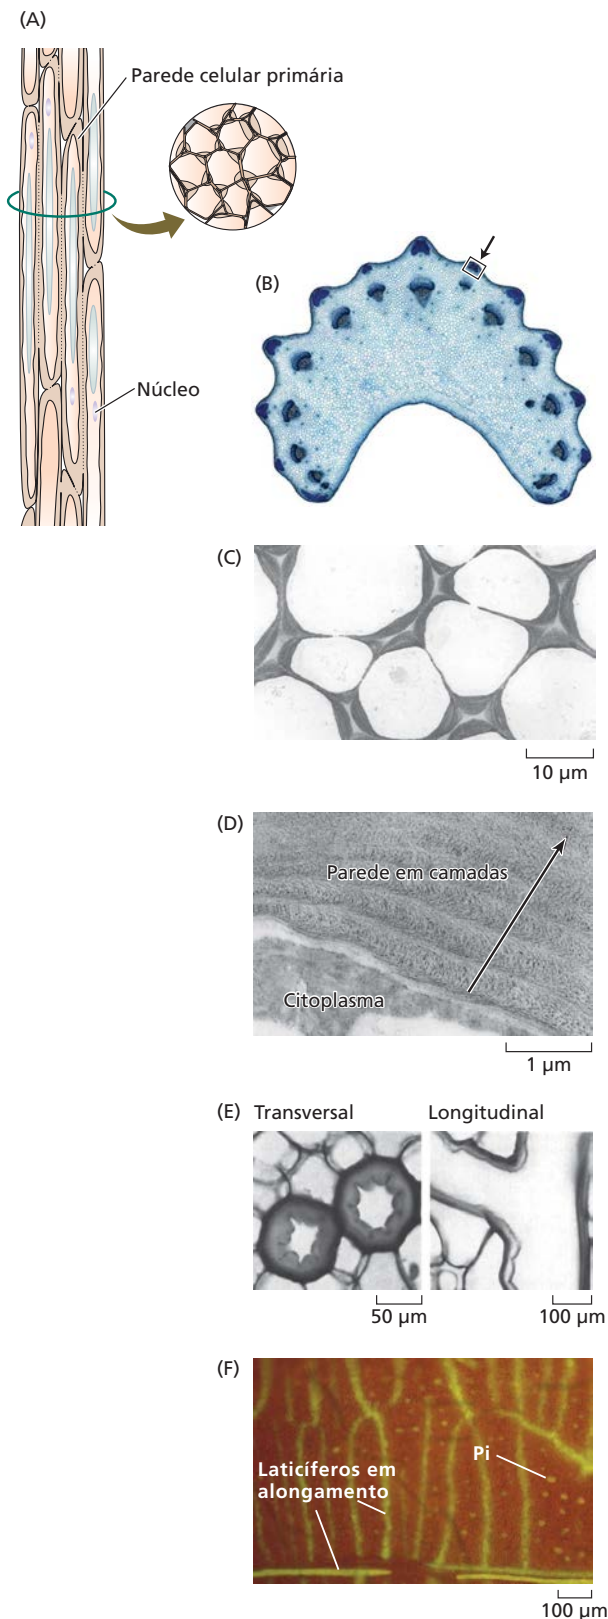 (A)
Parede celular primária
(B)
Núcleo
(C)
10 µm
(D)
Parede em camadas
Citoplasma
1 µm
(E) Transversal Longitudinal
50 µm 100 µm
(F)
Pi
Laticíferos em
alongamento
100 µm